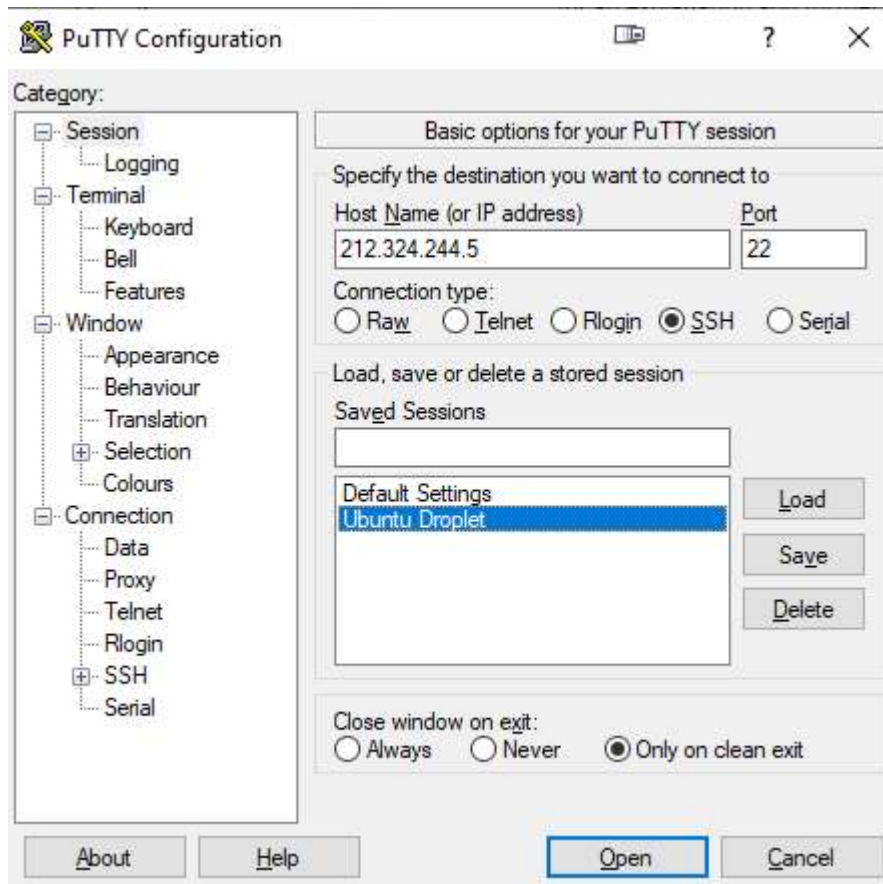 PuTTY Configuration
?
Category:
Session
Logging
Terminal
Keyboard
Bell
Features
Window
Appearance
Behaviour
Translation
Selection
Colours
Connection
Data
Proxy
Telnet
Rlogin
SSH
Serial
Basic options for your PuTTY session
Specify the destination you want to connect to
Host Name (or IP address) Port
212.324.244.5 22
Connection type:
Raw Telnet Rlogin SSH Serial
Load, save or delete a stored session
Saved Sessions
Default Settings
Ubuntu Droplet
Load
Save
Delete
Close window on exit:
Always Never Only on clean exit
About Help Open Cancel